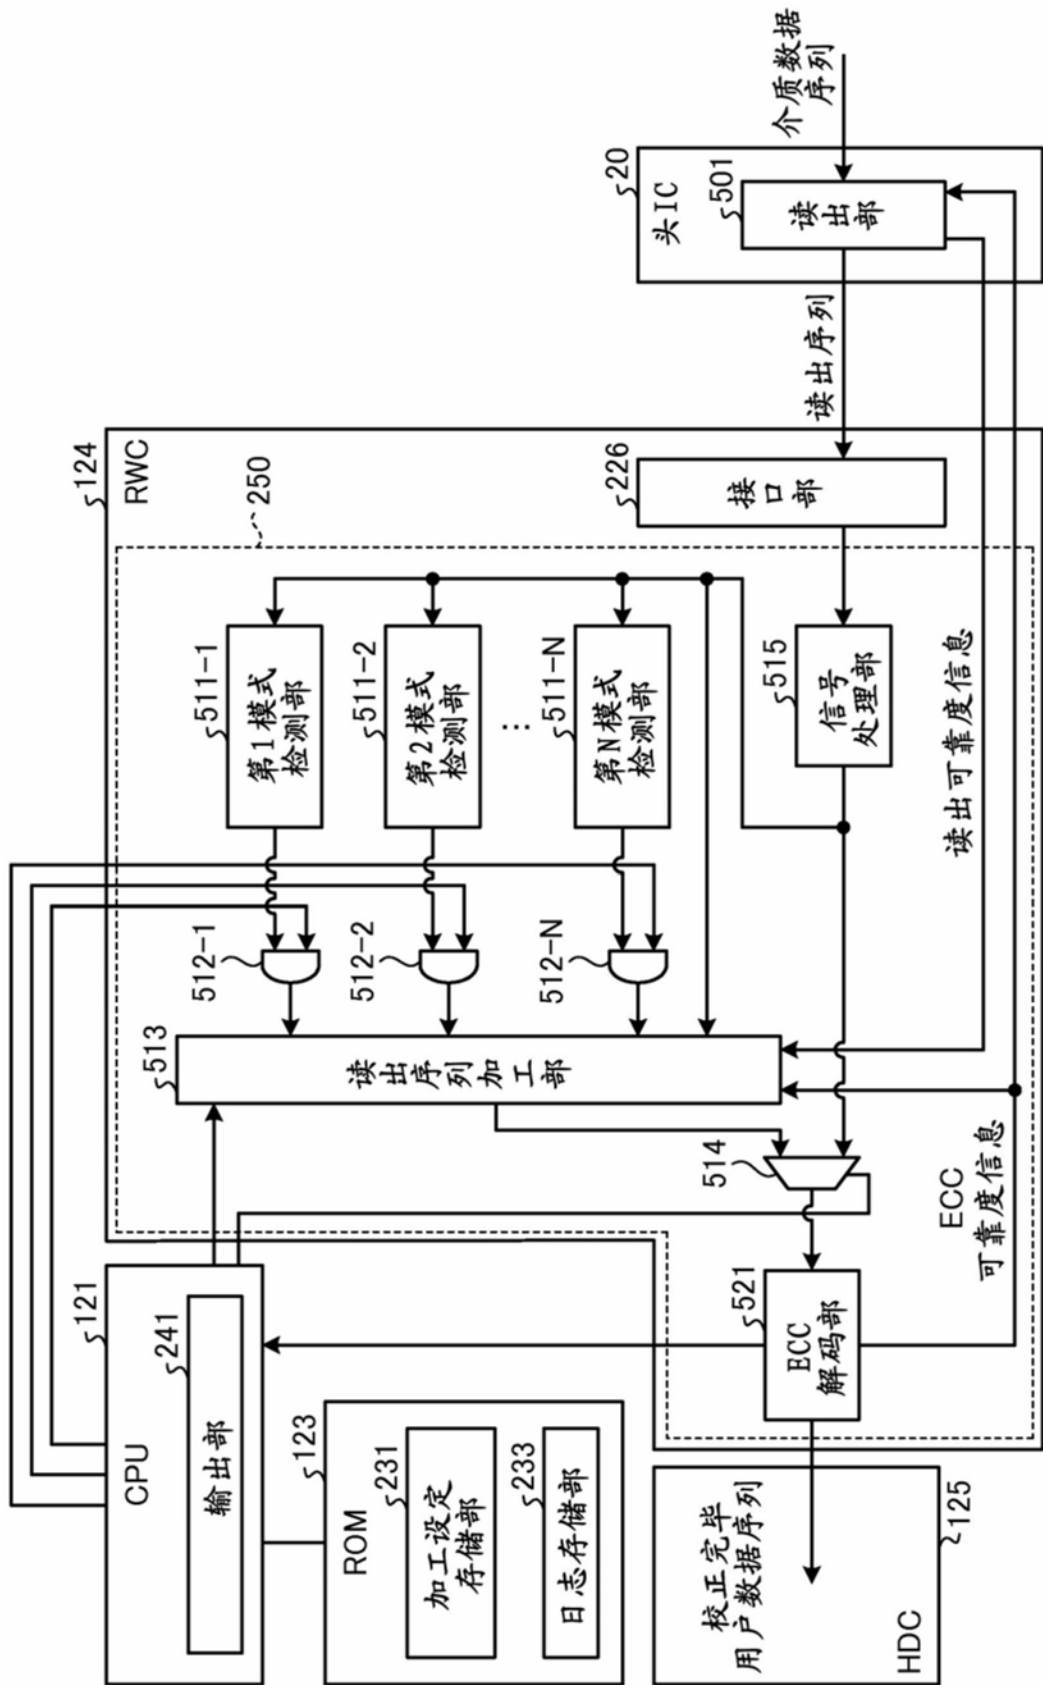 CPU
121
输出部
241
ROM
123
加工设定
存储部
231
日志存储部
233
HDC
125
校正完毕
用户数据序列
RWC
124
250
第1模式
检测部
511-1
第2模式
检测部
511-2
...
第N模式
检测部
511-N
512-1
512-2
512-N
读出序列加工部
513
514
信号
处理部
515
接口部
226
ECC
解码部
521
ECC
可靠度信息
读出可靠度信息
读出序列
头IC
20
读出部
501
介质数据
序列